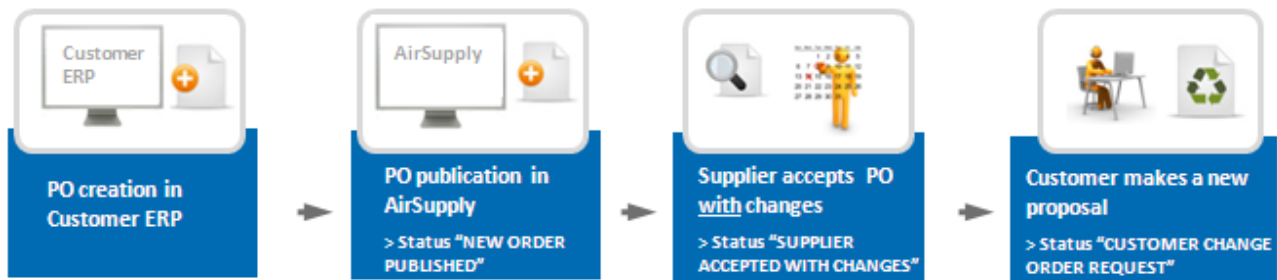 Customer
ERP
PO creation in
Customer ERP
AirSupply
PO publication in
AirSupply
> Status "NEW ORDER
PUBLISHED"
Supplier accepts PO
with changes
> Status "SUPPLIER
ACCEPTED WITH CHANGES"
Customer makes a new
proposal
> Status "CUSTOMER CHANGE
ORDER REQUEST"